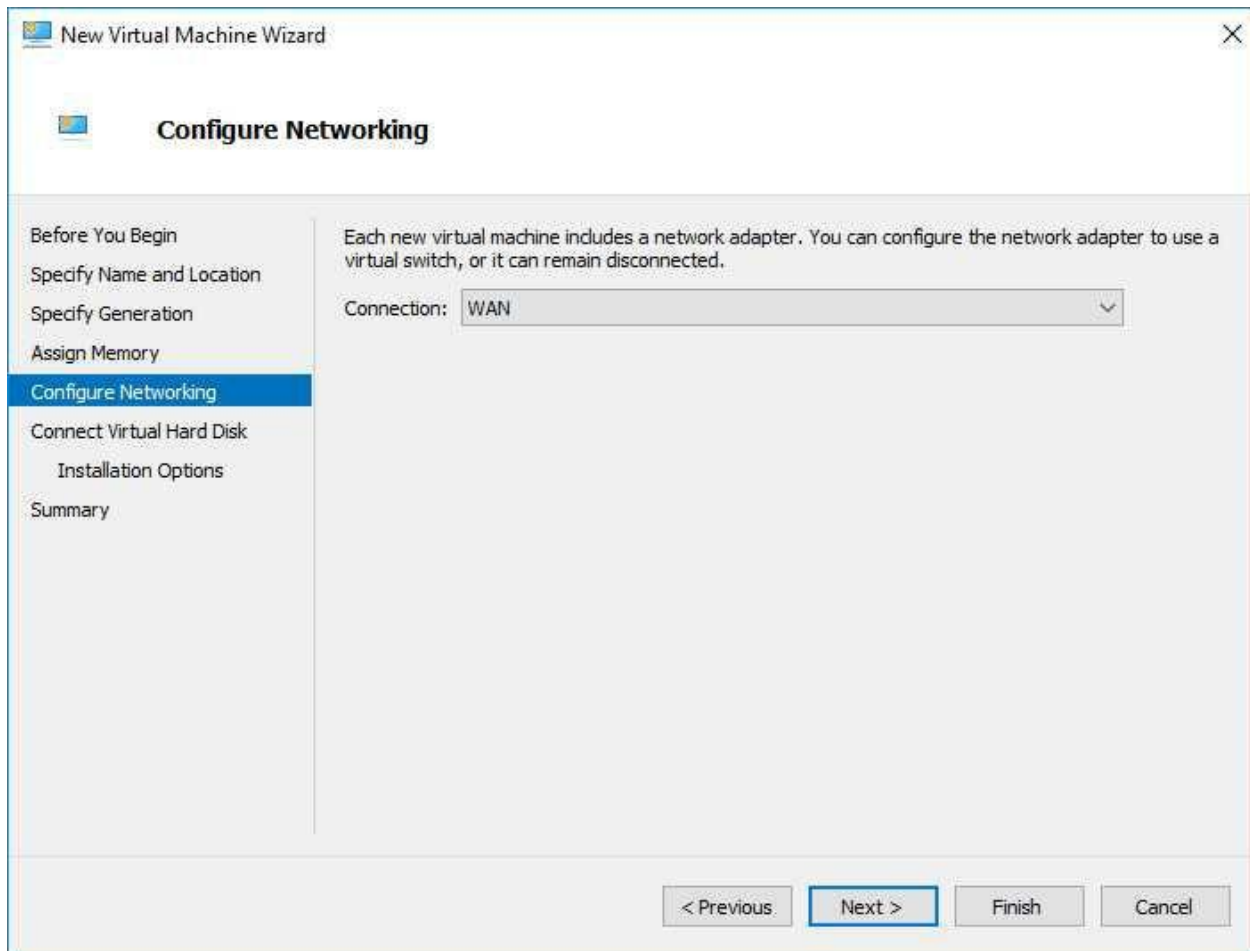 New Virtual Machine Wizard
Configure Networking
Before You Begin
Specify Name and Location
Specify Generation
Assign Memory
Configure Networking
Connect Virtual Hard Disk
Installation Options
Summary
Each new virtual machine includes a network adapter. You can configure the network adapter to use a
virtual switch, or it can remain disconnected.
Connection: WAN
< Previous Next > Finish Cancel